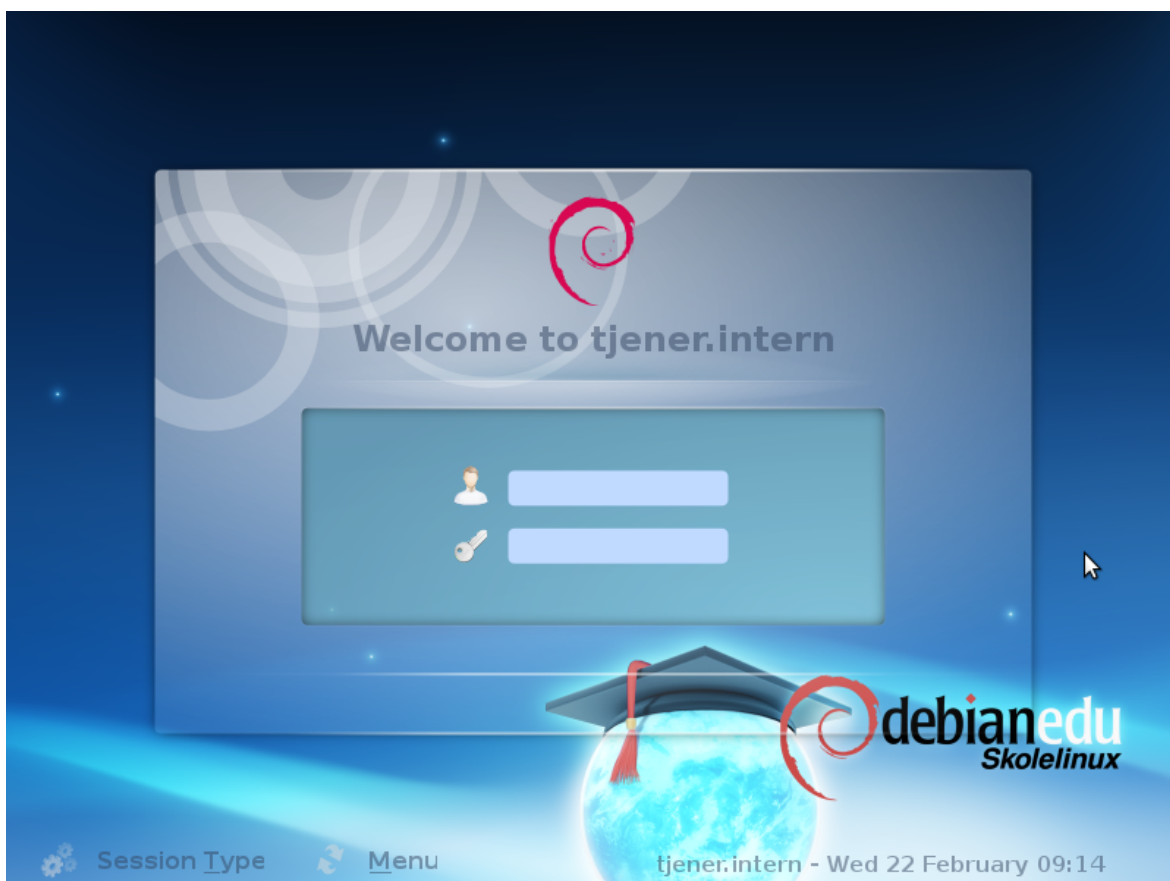 Welcome to tjener.intern
debianedu
Skolelinux
Session Type
Menu
tjener.intern - Wed 22 February 09:14